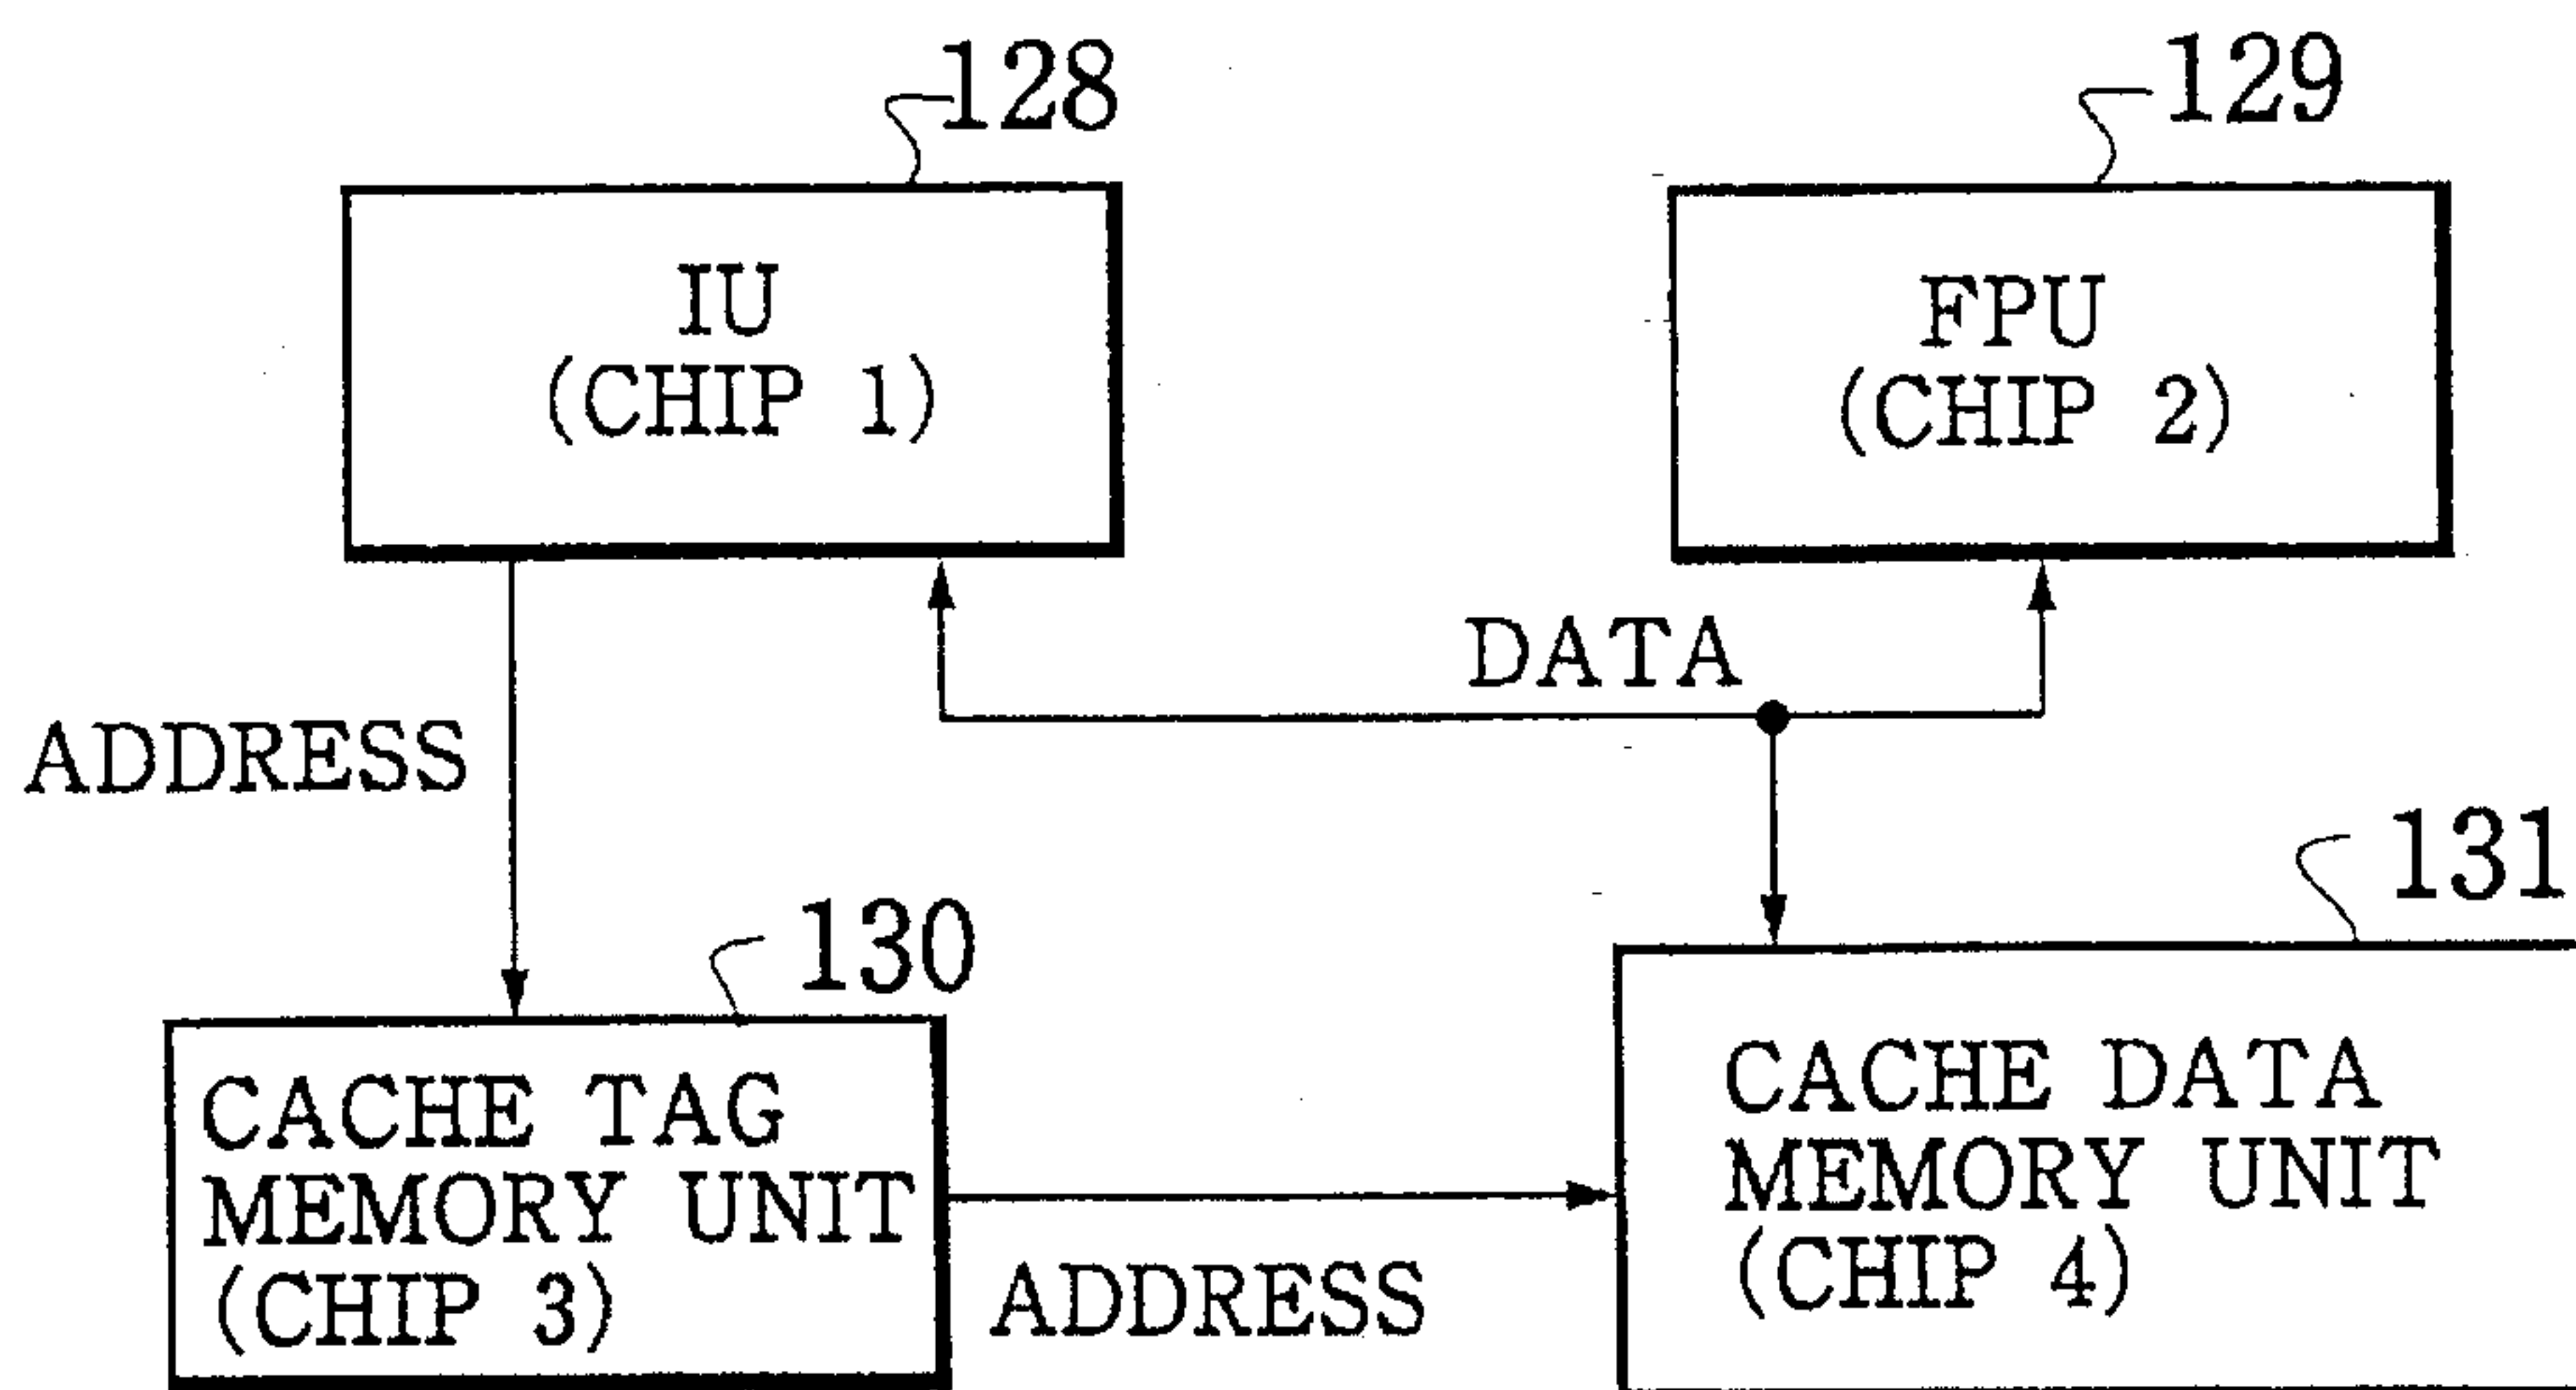 128
129
IU
(CHIP 1)
FPU
(CHIP 2)
DATA
ADDRESS
131
130
CACHE TAG
MEMORY UNIT
(CHIP 3)
CACHE DATA
MEMORY UNIT
(CHIP 4)
ADDRESS